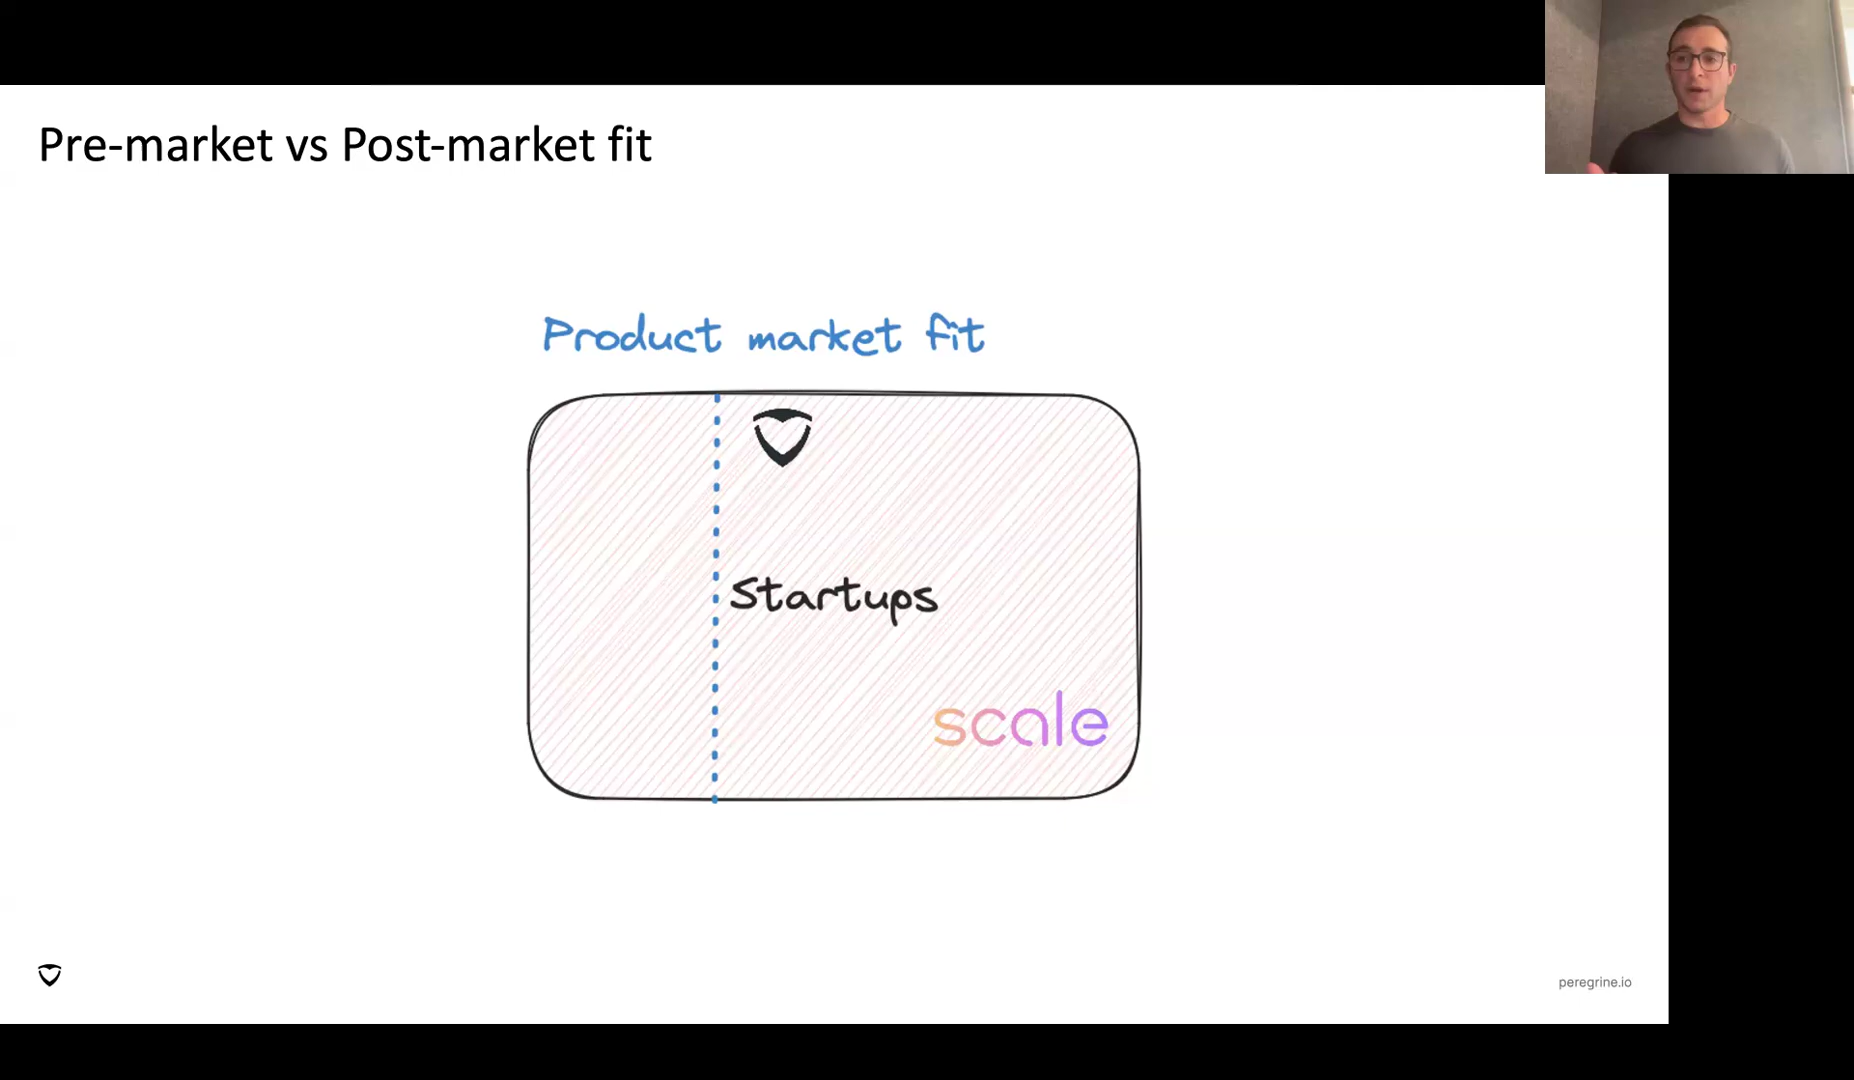 Pre-market vs Post-market fit
Product market fit
Startups
scale
peregrine.io